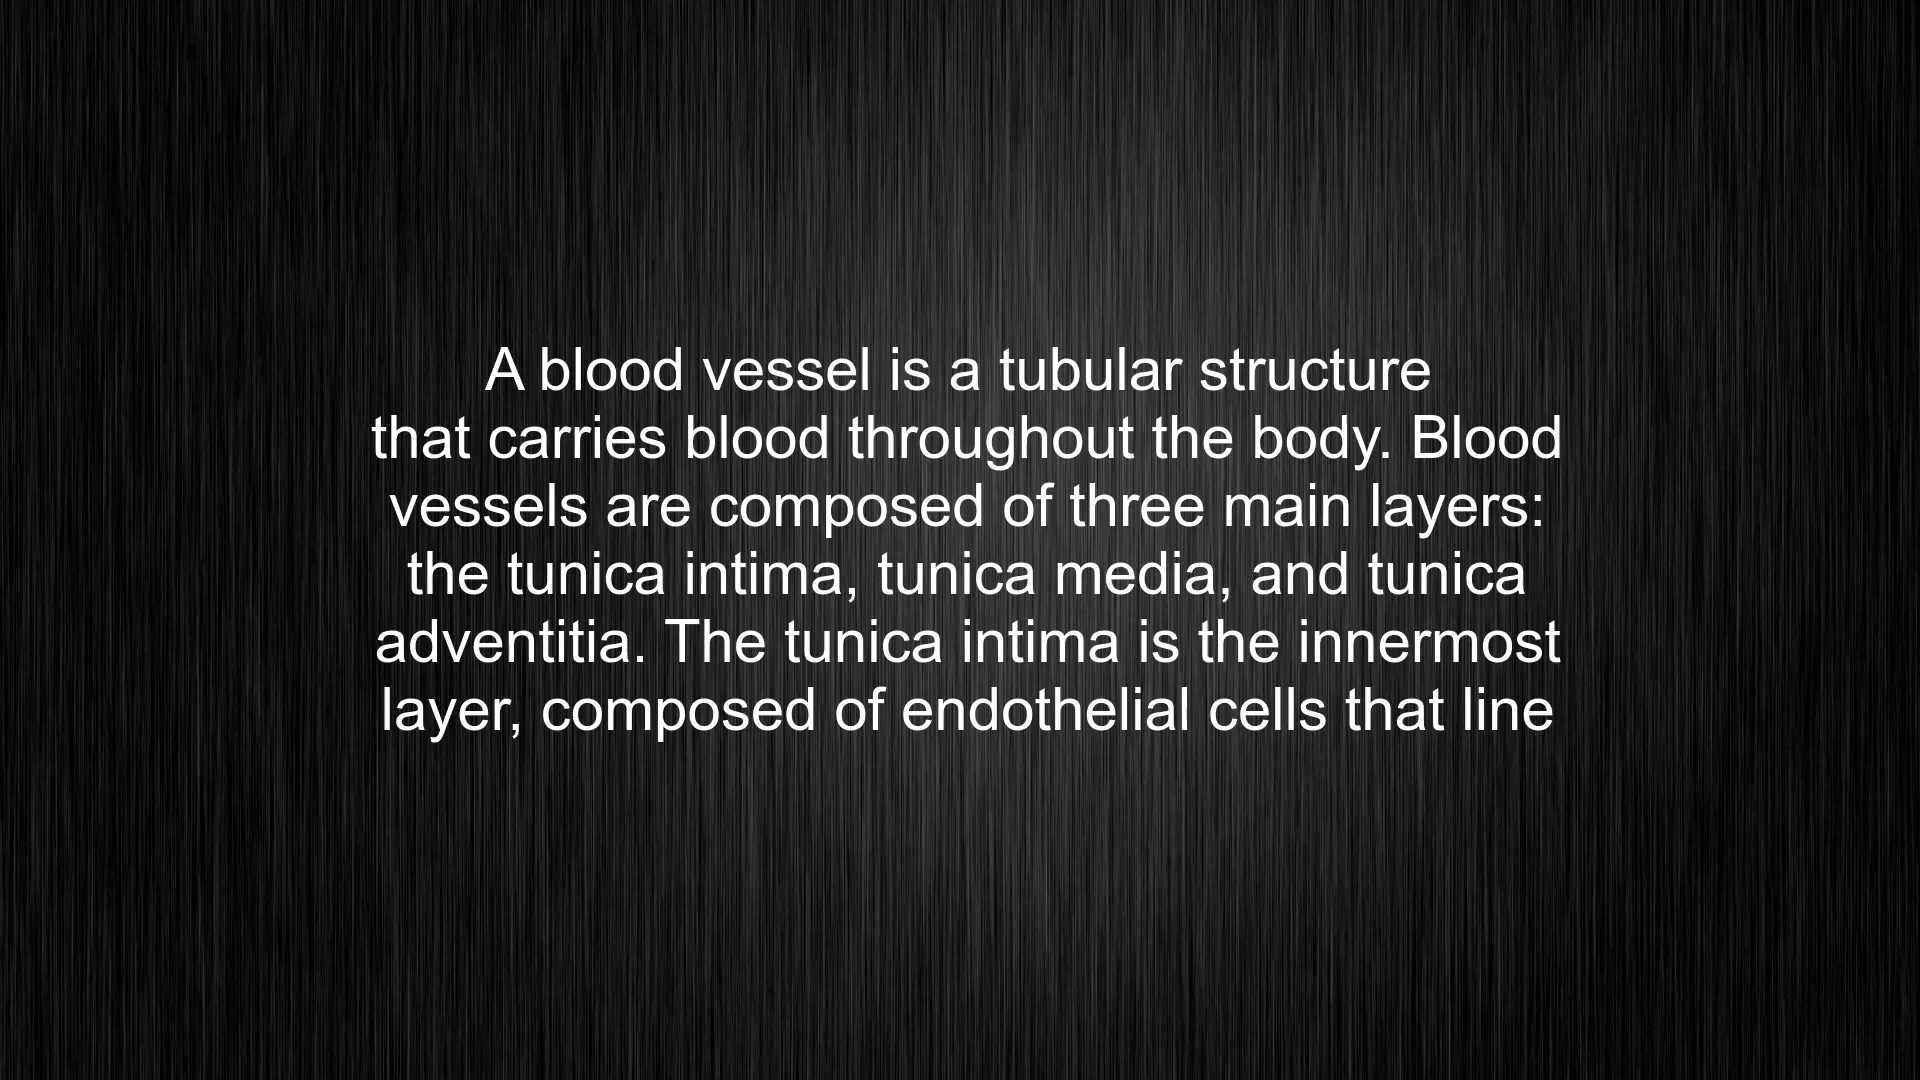 A blood vessel is a tubular structure
that carries blood throughout the body. Blood
vessels are composed of three main layers:
the tunica intima, tunica media, and tunica
adventitia. The tunica intima is the innermost
layer, composed of endothelial cells that line